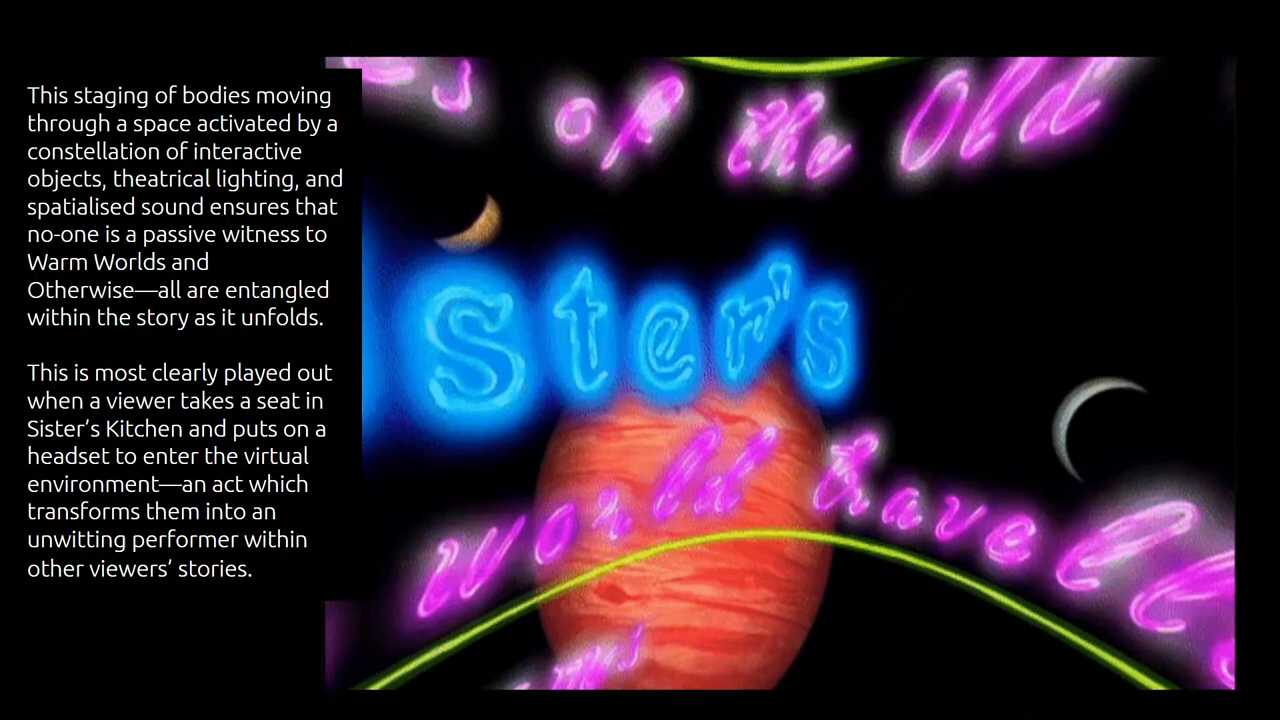 This staging of bodies moving
through a space activated by a
constellation of interactive
objects, theatrical lighting, and
spatialised sound ensures that
no-one is a passive witness to
Warm Worlds and
Otherwise—all are entangled
within the story as it unfolds.
This is most clearly played out
when a viewer takes a seat in
Sister’s Kitchen and puts on a
headset to enter the virtual
environment—an act which
transforms them into an
unwitting performer within
other viewers’ stories.
of the Old
Ster's
World travell